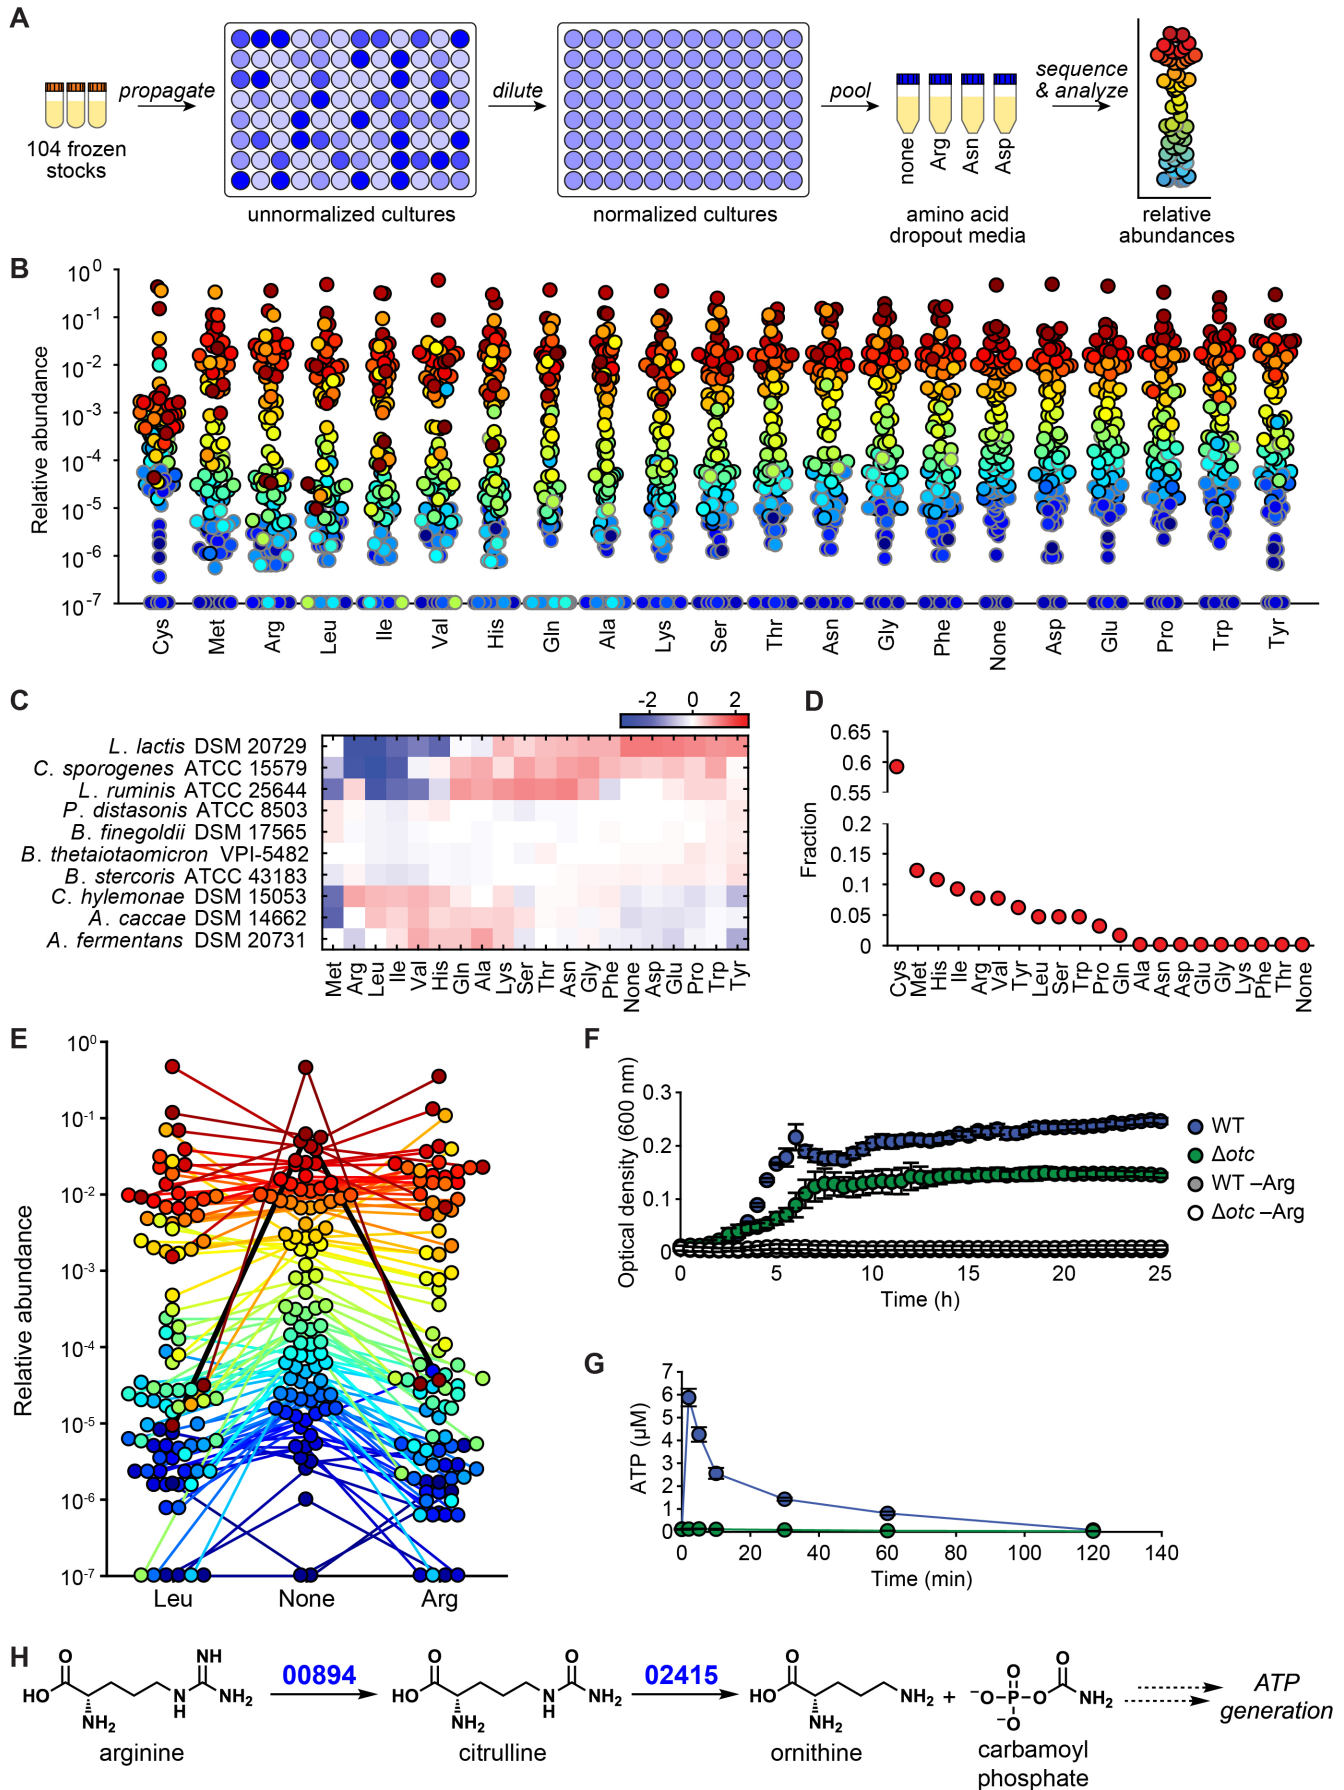 A
104 frozen
stocks
propagate
unnormalized cultures
dilute
normalized cultures
pool
none
Arg
Asn
Asp
amino acid
dropout media
sequence
& analyze
relative
abundances
B
Relative abundance
10^0
10^-1
10^-2
10^-3
10^-4
10^-5
10^-6
10^-7
Cys Met Arg Leu Ile Val His Gln Ala Lys Ser Thr Asn Gly Phe None Asp Glu Pro Trp Tyr
C
-2 0 2
L. lactis DSM 20729
C. sporogenes ATCC 15579
L. ruminis ATCC 25644
P. distasonis ATCC 8503
B. finegoldii DSM 17565
B. thetaiotaomicron VPI-5482
B. stercoris ATCC 43183
C. hylemonae DSM 15053
A. caccae DSM 14662
A. fermentans DSM 20731
Met Arg Leu Ile Val His Gln Ala Lys Ser Thr Asn Gly Phe None Asp Glu Pro Trp Tyr
D
Fraction
0.65
0.6
0.55
0.2
0.15
0.1
0.05
0
Cys Met His Ile Arg Val Tyr Leu Ser Trp Pro Gln Ala Asn Asp Glu Gly Lys Phe Thr None
E
Relative abundance
10^0
10^-1
10^-2
10^-3
10^-4
10^-5
10^-6
10^-7
Leu None Arg
F
Optical density (600 nm)
0.3
0.2
0.1
0
0 5 10 15 20 25
Time (h)
WT
Δotc
WT –Arg
Δotc –Arg
G
ATP (µM)
7
6
5
4
3
2
1
0
0 20 40 60 80 100 120 140
Time (min)
H
O NH
HO N H NH2
NH2
arginine
00894
O O
HO N H NH2
NH2
citrulline
02415
O
HO NH2
NH2
ornithine
+
O O
−O P O NH2
−O
O
carbamoyl
phosphate
ATP
generation